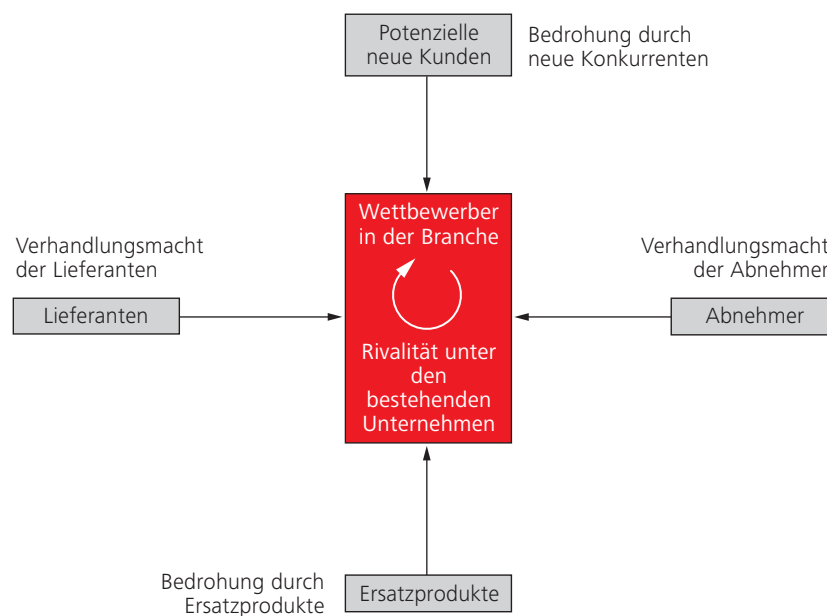 Potenzielle
neue Kunden
Bedrohung durch
neue Konkurrenten
Wettbewerber
in der Branche
Verhandlungsmacht
der Lieferanten
Lieferanten
Verhandlungsmacht
der Abnehmer
Abnehmer
Rivalität unter
den
bestehenden
Unternehmen
Bedrohung durch
Ersatzprodukte
Ersatzprodukte